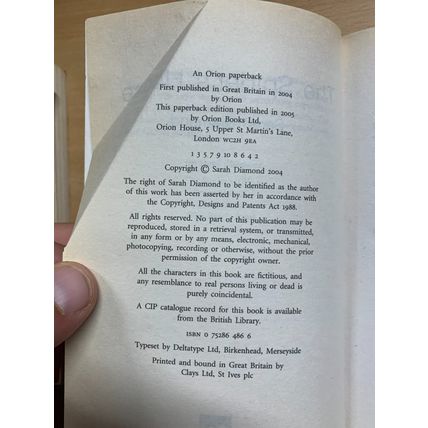 An Orion paperback
First published in Great Britain in 2004
by Orion
This paperback edition published in 2005
by Orion Books Ltd,
Orion House, 5 Upper St Martin's Lane,
London WC2H 9EA
1 3 5 7 9 10 8 6 4 2
Copyright © Sarah Diamond 2004
The right of Sarah Diamond to be identified as the author
of this work has been asserted by her in accordance with
the Copyright, Designs and Patents Act 1988.
All rights reserved. No part of this publication may be
reproduced, stored in a retrieval system, or transmitted,
in any form or by any means, electronic, mechanical,
photocopying, recording or otherwise, without the prior
permission of the copyright owner.
All the characters in this book are fictitious, and
any resemblance to real persons living or dead is
purely coincidental.
A CIP catalogue record for this book is available
from the British Library.
ISBN 0 75286 486 6
Typeset by Deltatype Ltd, Birkenhead, Merseyside
Printed and bound in Great Britain by
Clays Ltd, St Ives plc